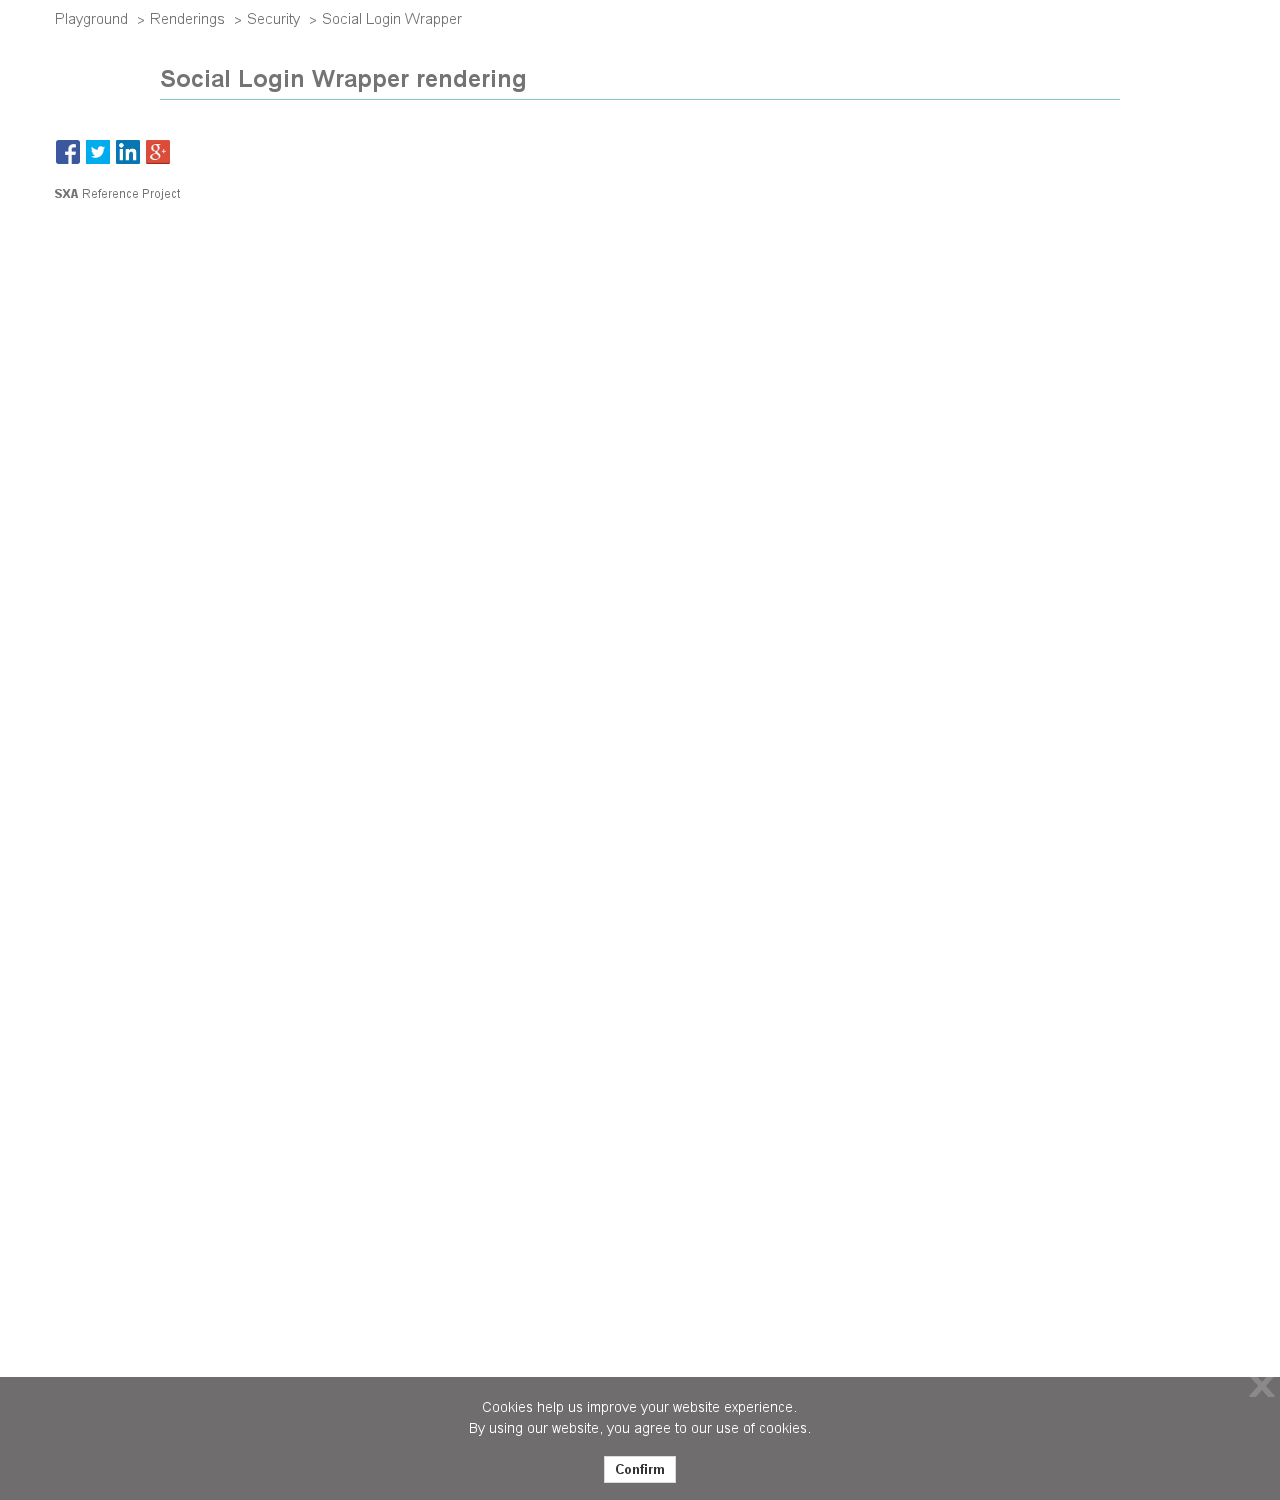 Playground > Renderings > Security > Social Login Wrapper
Social Login Wrapper rendering
SXA Reference Project
Cookies help us improve your website experience.
By using our website, you agree to our use of cookies.
Confirm